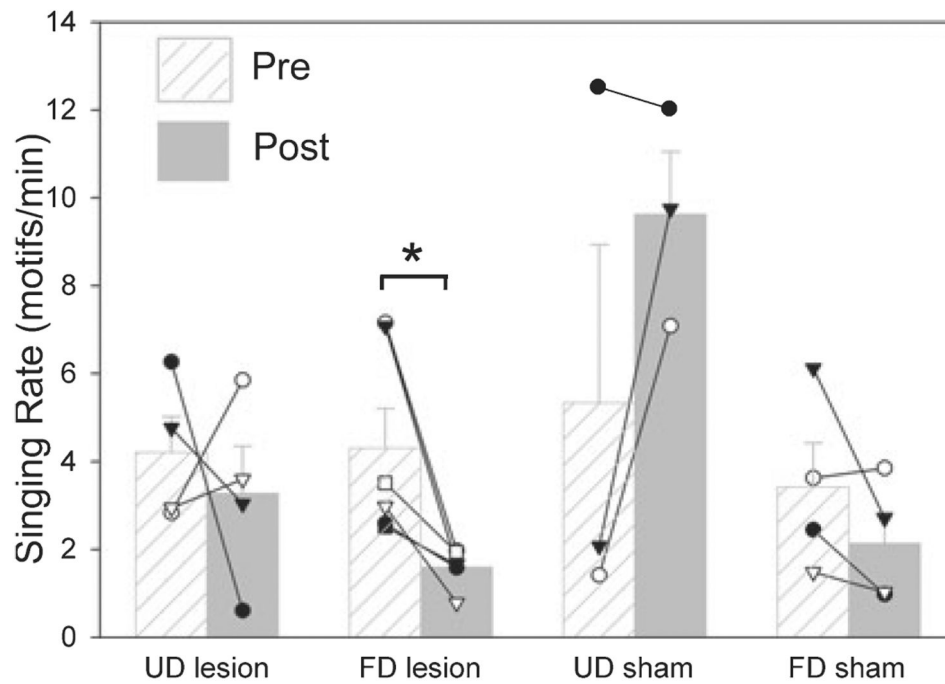 Singing Rate (motifs/min)
14
12
10
8
6
4
2
0
Pre
Post
*
UD lesion
FD lesion
UD sham
FD sham